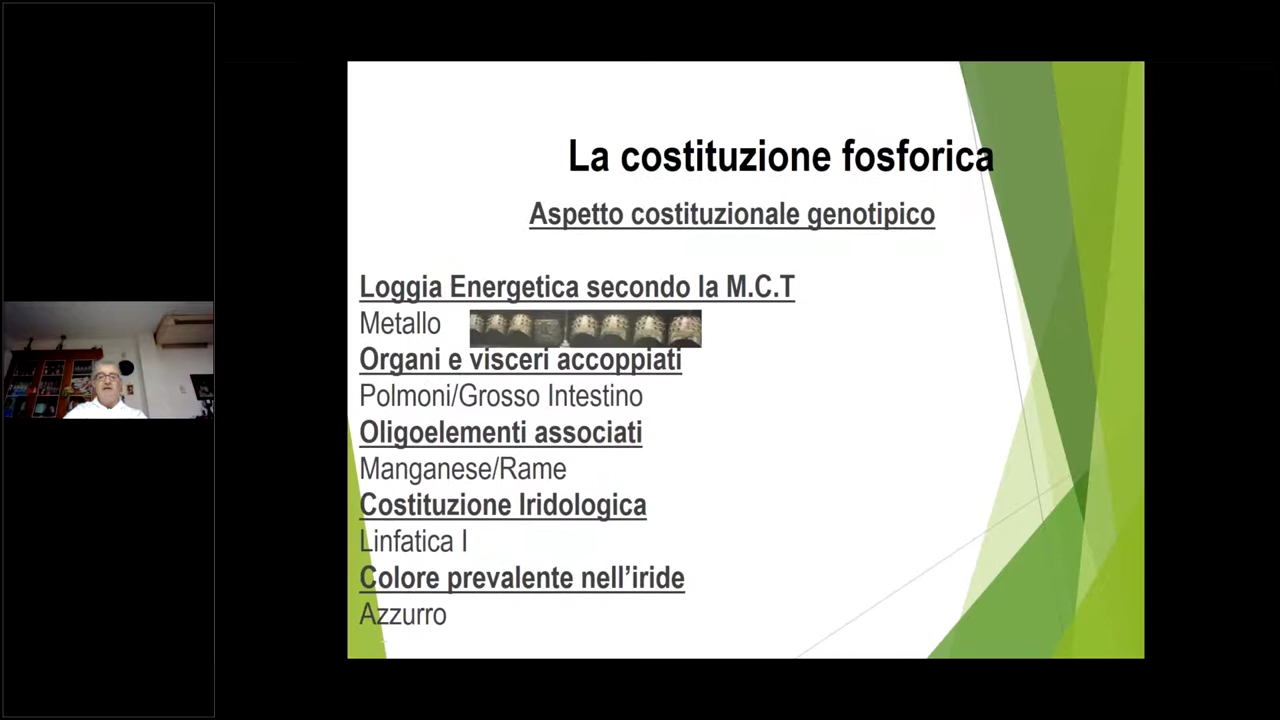 La costituzione fosforica
Aspetto costituzionale genotipico
Loggia Energetica secondo la M.C.T
Metallo
Organi e visceri accoppiati
Polmoni/Grosso Intestino
Oligoelementi associati
Manganese/Rame
Costituzione Iridologica
Linfatica I
Colore prevalente nell’iride
Azzurro